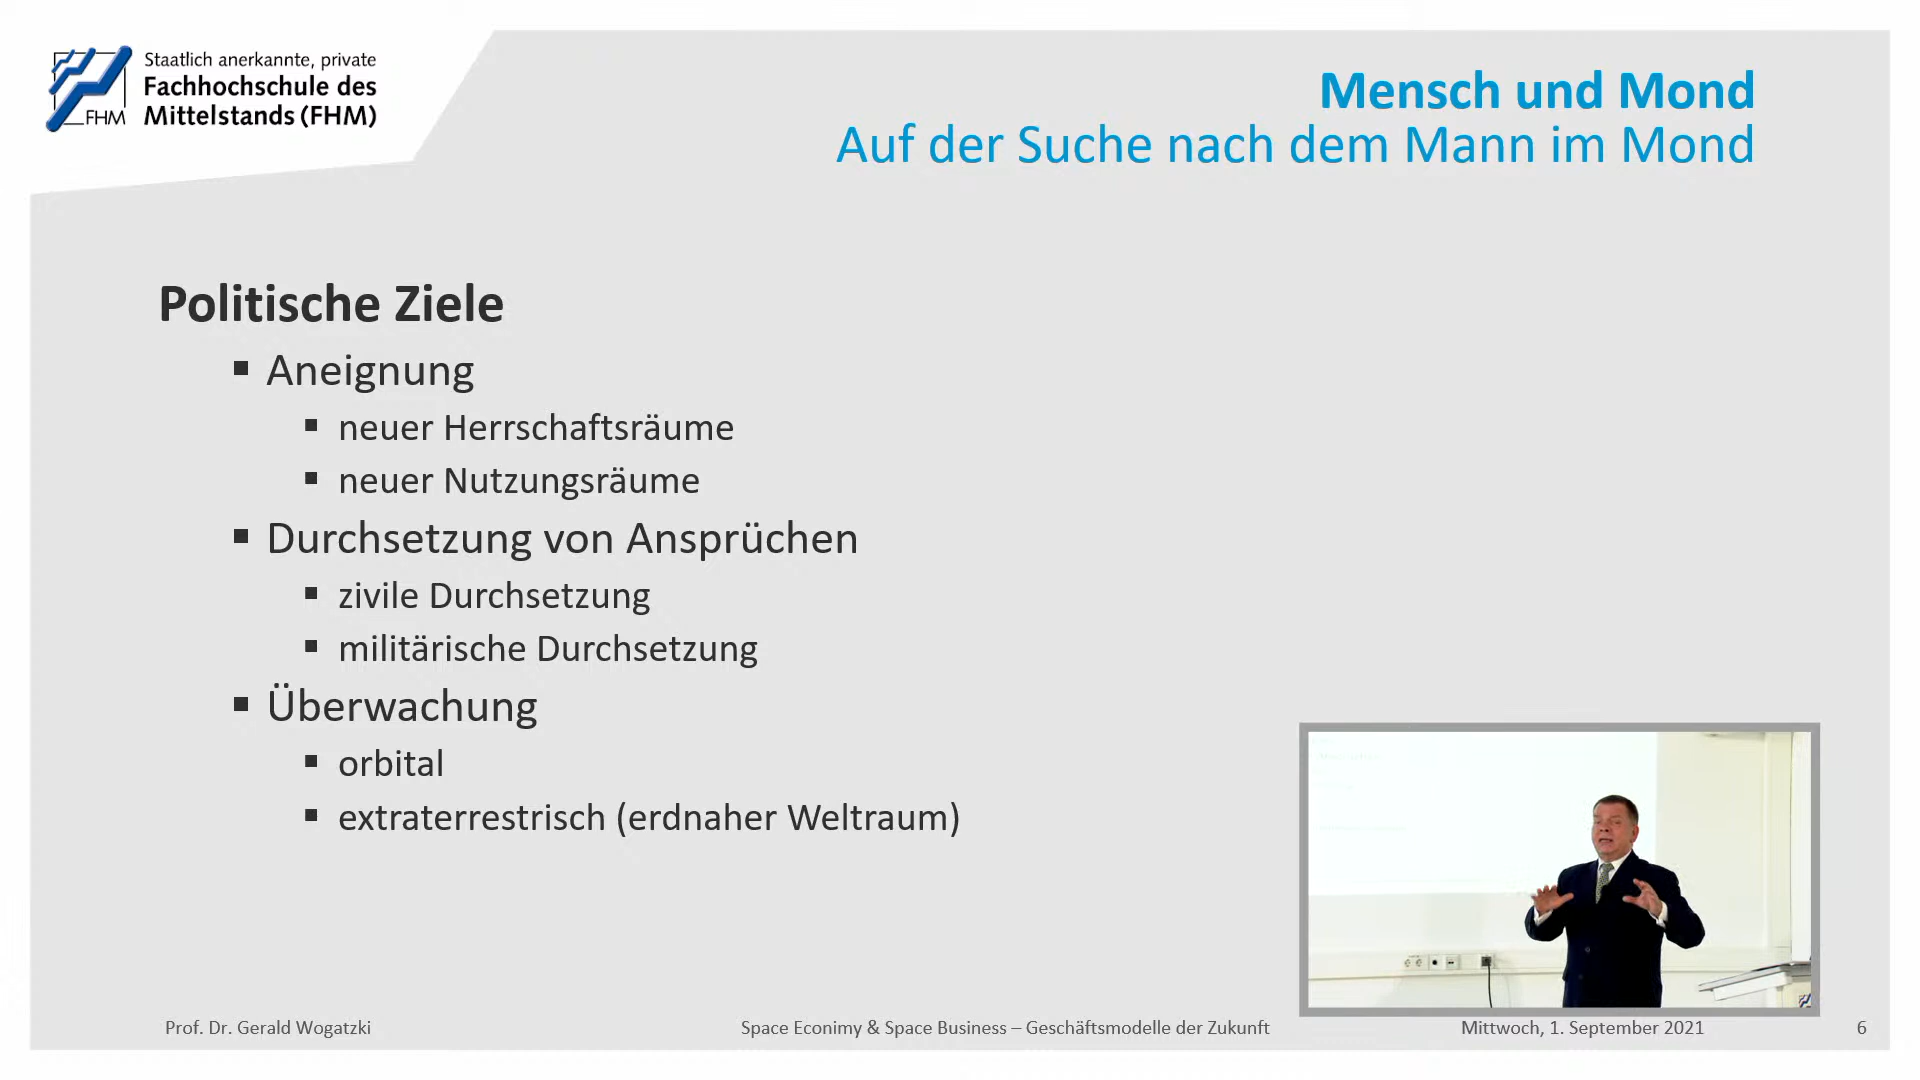 Staatlich anerkannte, private
Fachhochschule des
Mittelstands (FHM)
FHM
Mensch und Mond
Auf der Suche nach dem Mann im Mond
Politische Ziele
▪ Aneignung
▪ neuer Herrschaftsräume
▪ neuer Nutzungsräume
▪ Durchsetzung von Ansprüchen
▪ zivile Durchsetzung
▪ militärische Durchsetzung
▪ Überwachung
▪ orbital
▪ extraterrestrisch (erdnaher Weltraum)
Prof. Dr. Gerald Wogatzki
Space Econimy & Space Business – Geschäftsmodelle der Zukunft
Mittwoch, 1. September 2021
6